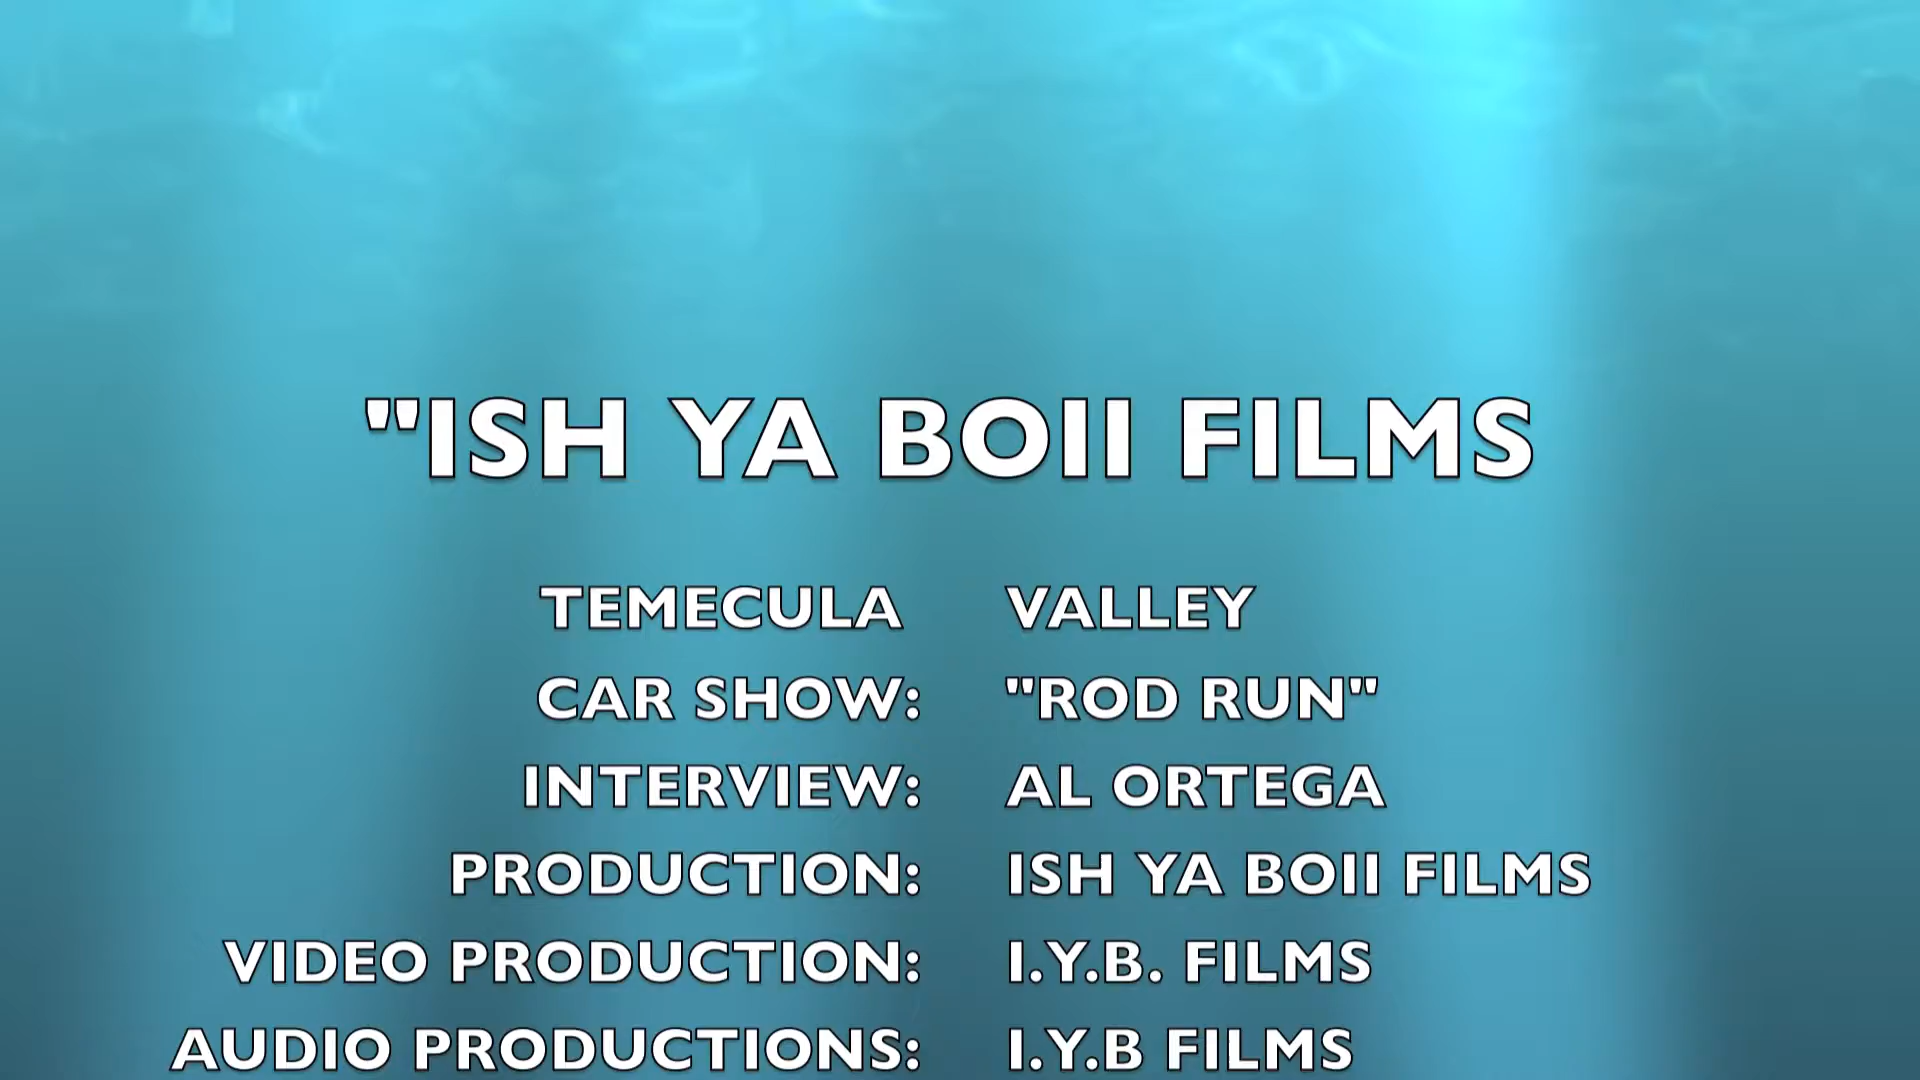 "ISH YA BOII FILMS
TEMECULA VALLEY
CAR SHOW: "ROD RUN"
INTERVIEW: AL ORTEGA
PRODUCTION: ISH YA BOII FILMS
VIDEO PRODUCTION: I.Y.B. FILMS
AUDIO PRODUCTIONS: I.Y.B FILMS